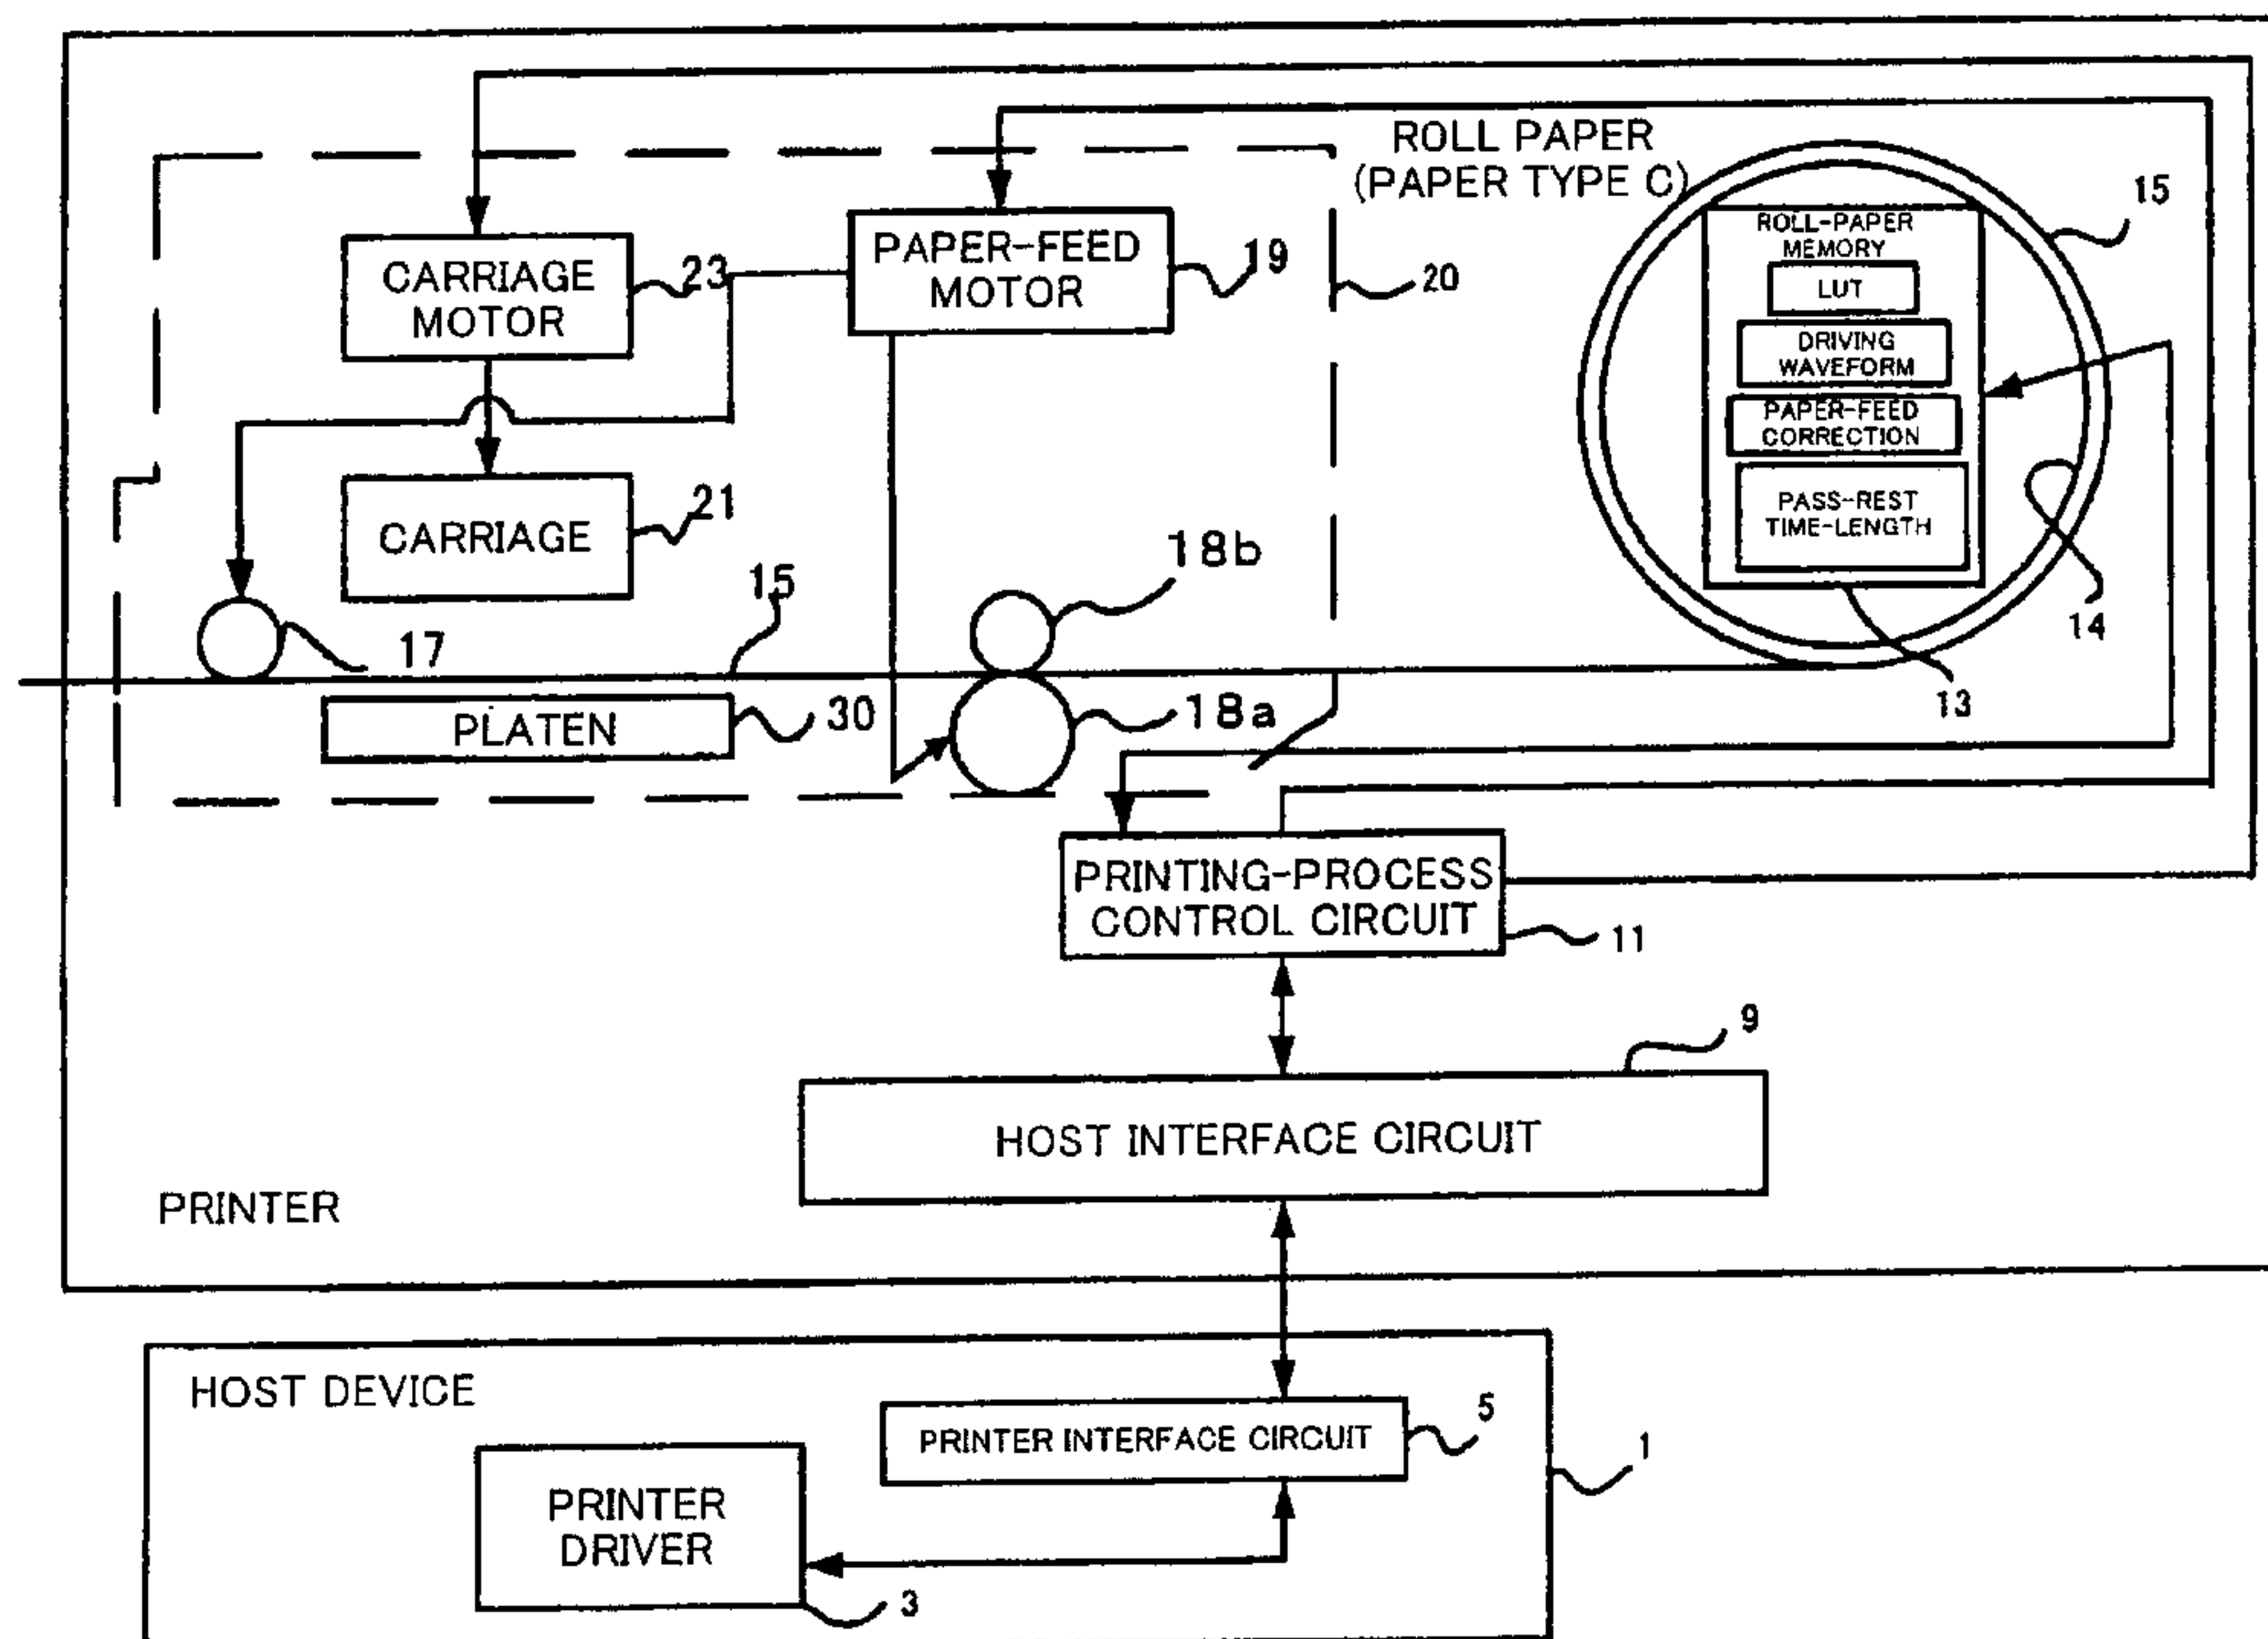 ROLL PAPER
(PAPER TYPE C)
15
ROLL-PAPER
MEMORY
LUT
DRIVING
WAVEFORM
PAPER-FEED
CORRECTION
PASS-REST
TIME-LENGTH
14
13
CARRIAGE
MOTOR
23
PAPER-FEED
MOTOR
19
20
CARRIAGE
21
18b
15
17
18a
PLATEN
30
PRINTING-PROCESS
CONTROL CIRCUIT
11
9
HOST INTERFACE CIRCUIT
PRINTER
HOST DEVICE
5
PRINTER INTERFACE CIRCUIT
1
PRINTER
DRIVER
3